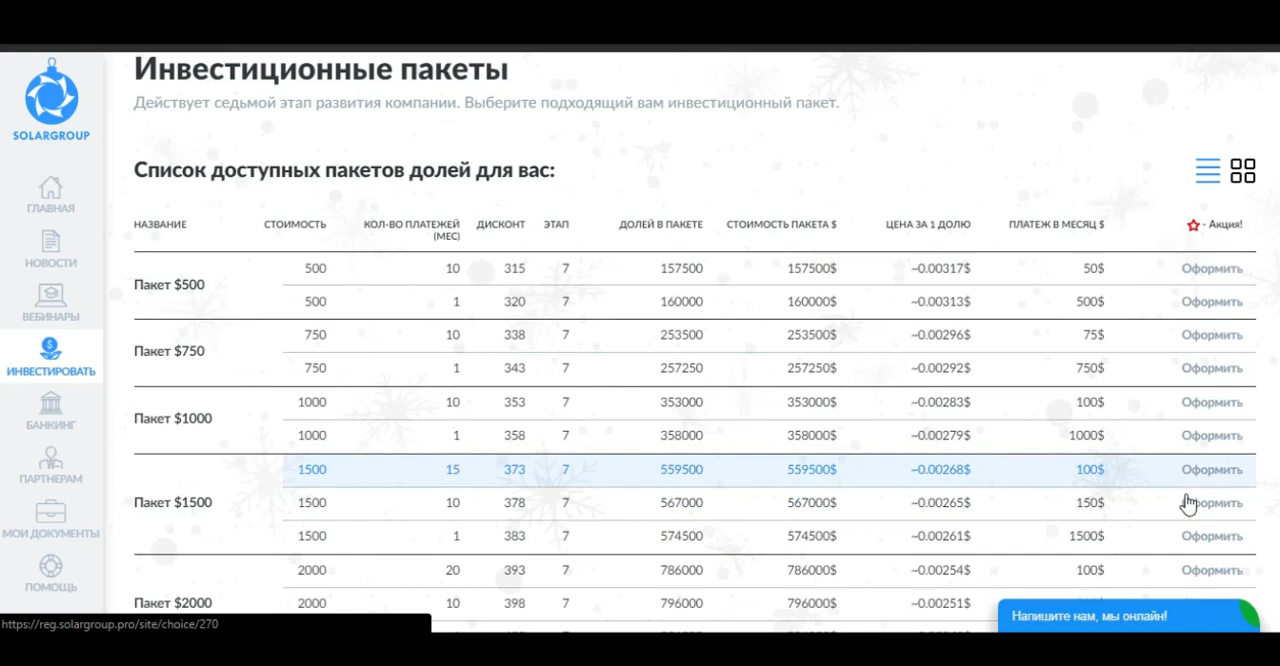 Инвестиционные пакеты
Действует седьмой этап развития компании. Выберите подходящий вам инвестиционный пакет.
SOLARGROUP
Список доступных пакетов долей для вас:
ГЛАВНАЯ
НОВОСТИ
ВЕБИНАРЫ
ИНВЕСТИРОВАТЬ
БАНКИНГ
ПАРТНЕРАМ
МОИ ДОКУМЕНТЫ
ПОМОЩЬ
НАЗВАНИЕ СТОИМОСТЬ КОЛ-ВО ПЛАТЕЖЕЙ (МЕС) ДИСКОНТ ЭТАП ДОЛЕЙ В ПАКЕТЕ СТОИМОСТЬ ПАКЕТА $ ЦЕНА ЗА 1 ДОЛЮ ПЛАТЕЖ В МЕСЯЦ $ - Акция!
Пакет $500
500 10 315 7 157500 157500$ ~0.00317$ 50$ Оформить
500 1 320 7 160000 160000$ ~0.00313$ 500$ Оформить
Пакет $750
750 10 338 7 253500 253500$ ~0.00296$ 75$ Оформить
750 1 343 7 257250 257250$ ~0.00292$ 750$ Оформить
Пакет $1000
1000 10 353 7 353000 353000$ ~0.00283$ 100$ Оформить
1000 1 358 7 358000 358000$ ~0.00279$ 1000$ Оформить
Пакет $1500
1500 15 373 7 559500 559500$ ~0.00268$ 100$ Оформить
1500 10 378 7 567000 567000$ ~0.00265$ 150$ Оформить
1500 1 383 7 574500 574500$ ~0.00261$ 1500$ Оформить
Пакет $2000
2000 20 393 7 786000 786000$ ~0.00254$ 100$ Оформить
2000 10 398 7 796000 796000$ ~0.00251$
Напишите нам, мы онлайн!
https://reg.solargroup.pro/site/choice/270